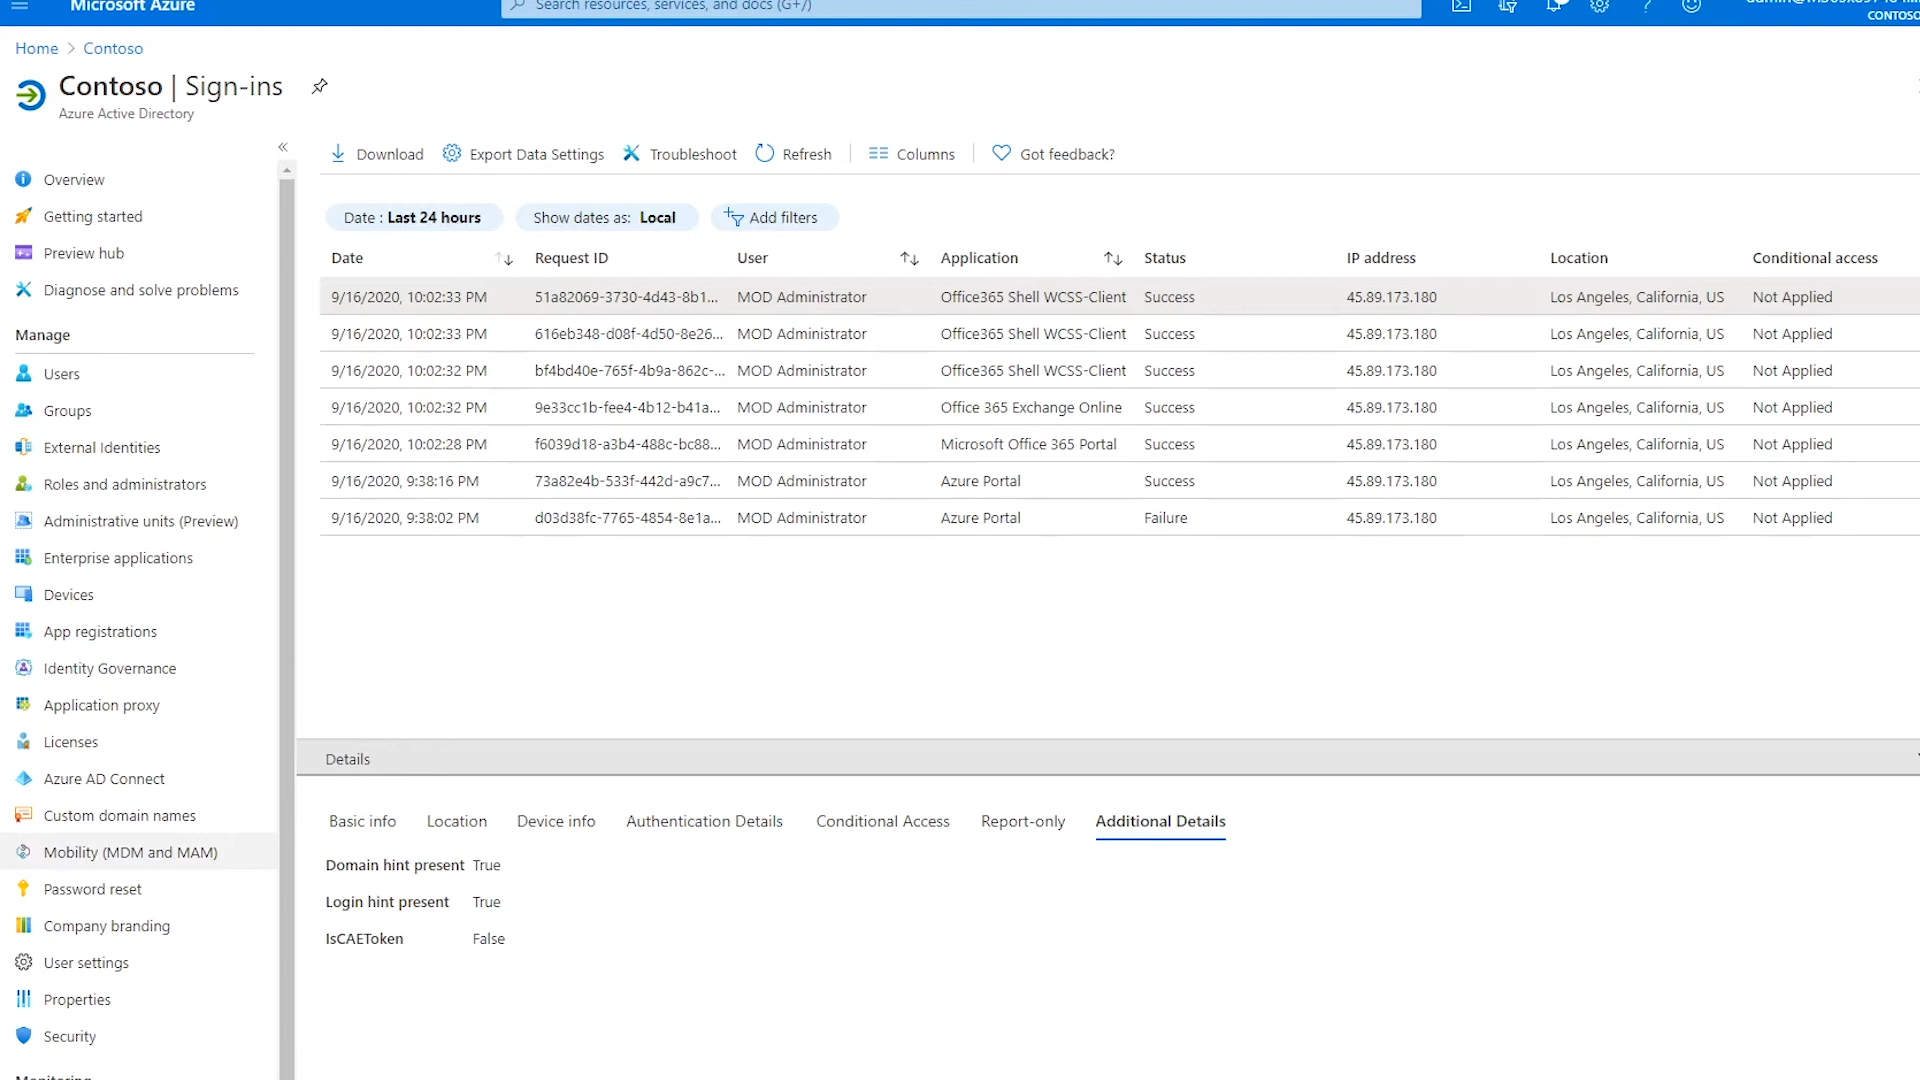 Microsoft Azure
Search resources, services, and docs (G+/)
CONTOSO
Home > Contoso
Contoso | Sign-ins
Azure Active Directory
«
Download Export Data Settings Troubleshoot Refresh Columns Got feedback?
Overview
Getting started
Preview hub
Diagnose and solve problems
Manage
Users
Groups
External Identities
Roles and administrators
Administrative units (Preview)
Enterprise applications
Devices
App registrations
Identity Governance
Application proxy
Licenses
Azure AD Connect
Custom domain names
Mobility (MDM and MAM)
Password reset
Company branding
User settings
Properties
Security
Monitoring
Date : Last 24 hours Show dates as: Local Add filters
Date Request ID User Application Status IP address Location Conditional access
9/16/2020, 10:02:33 PM 51a82069-3730-4d43-8b1... MOD Administrator Office365 Shell WCSS-Client Success 45.89.173.180 Los Angeles, California, US Not Applied
9/16/2020, 10:02:33 PM 616eb348-d08f-4d50-8e26... MOD Administrator Office365 Shell WCSS-Client Success 45.89.173.180 Los Angeles, California, US Not Applied
9/16/2020, 10:02:32 PM bf4bd40e-765f-4b9a-862c-... MOD Administrator Office365 Shell WCSS-Client Success 45.89.173.180 Los Angeles, California, US Not Applied
9/16/2020, 10:02:32 PM 9e33cc1b-fee4-4b12-b41a... MOD Administrator Office 365 Exchange Online Success 45.89.173.180 Los Angeles, California, US Not Applied
9/16/2020, 10:02:28 PM f6039d18-a3b4-488c-bc88... MOD Administrator Microsoft Office 365 Portal Success 45.89.173.180 Los Angeles, California, US Not Applied
9/16/2020, 9:38:16 PM 73a82e4b-533f-442d-a9c7... MOD Administrator Azure Portal Success 45.89.173.180 Los Angeles, California, US Not Applied
9/16/2020, 9:38:02 PM d03d38fc-7765-4854-8e1a... MOD Administrator Azure Portal Failure 45.89.173.180 Los Angeles, California, US Not Applied
Details
Basic info Location Device info Authentication Details Conditional Access Report-only Additional Details
Domain hint present True
Login hint present True
IsCAEToken False